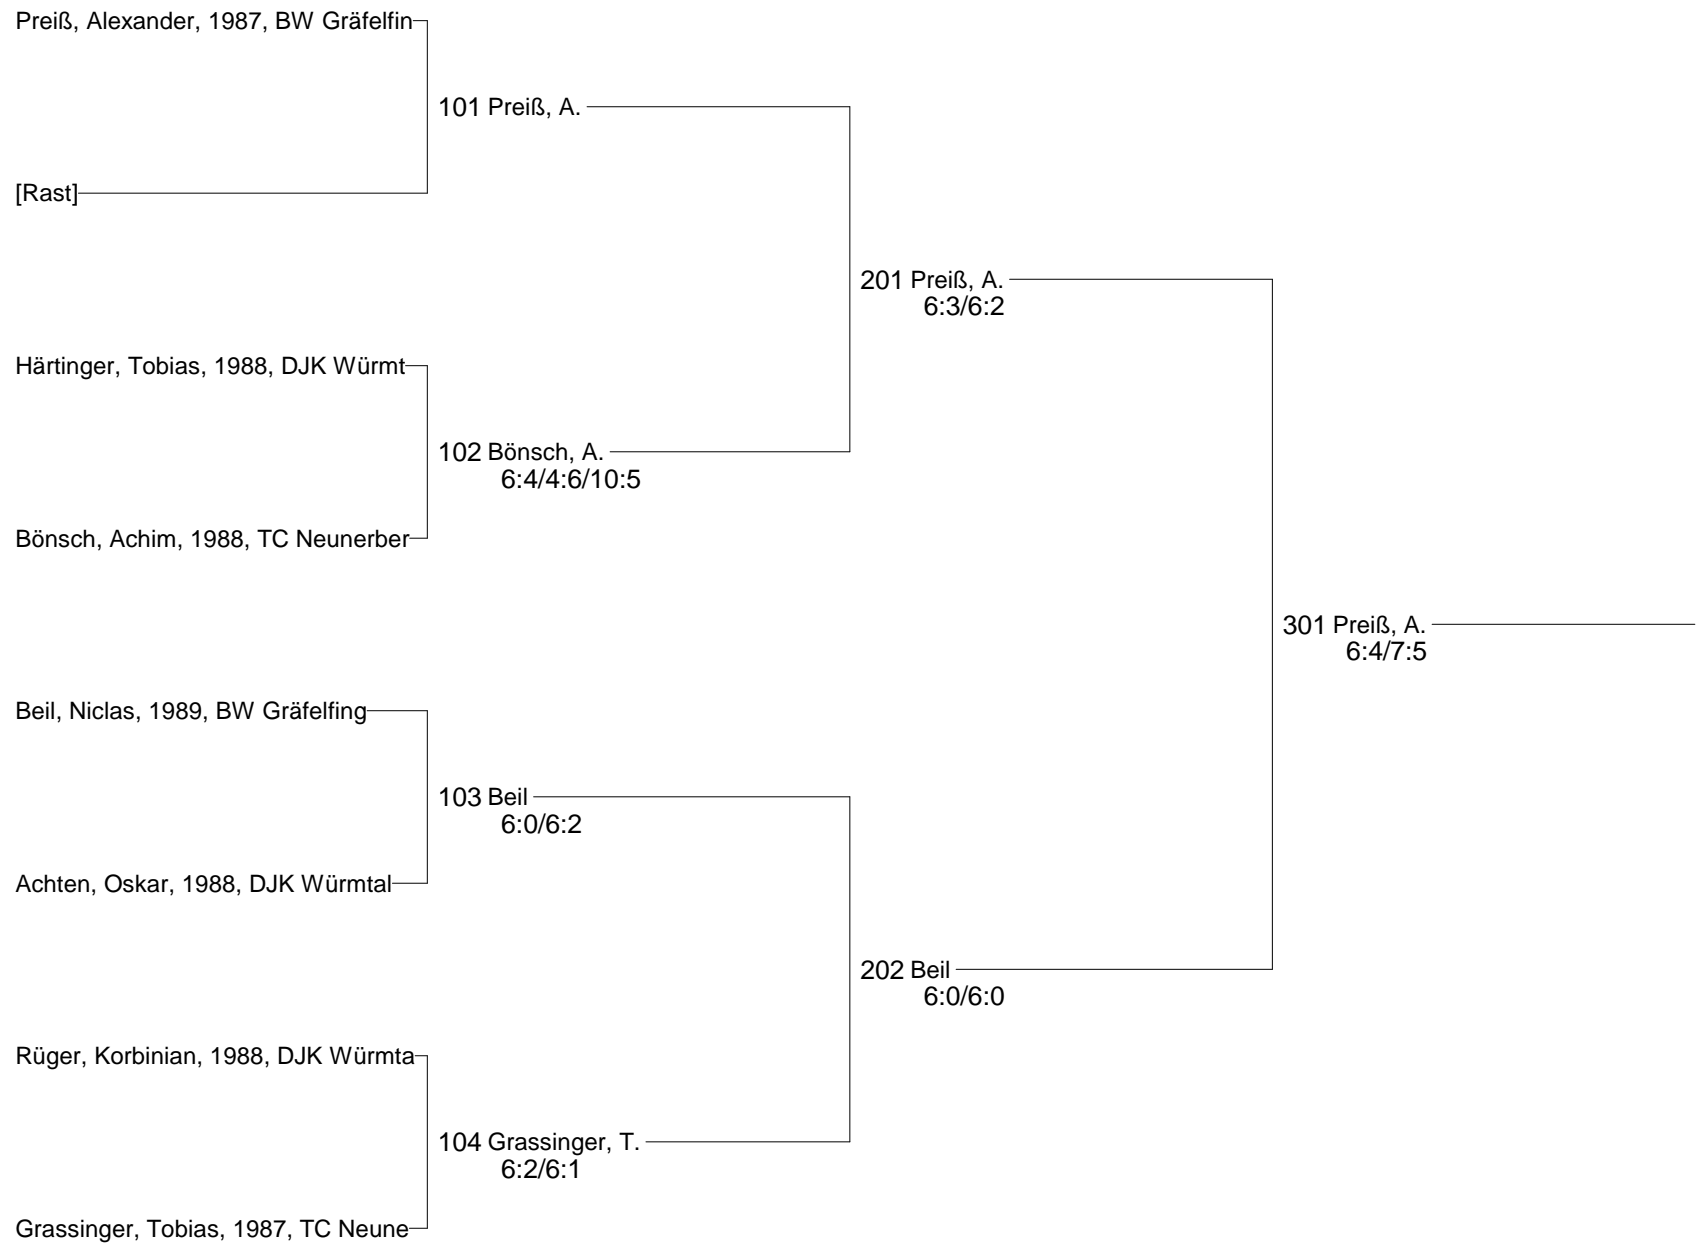 Preiß, Alexander, 1987, BW Gräfelfin
101 Preiß, A.
[Rast]
201 Preiß, A.
6:3/6:2
Härtinger, Tobias, 1988, DJK Würmt
102 Bönsch, A.
6:4/4:6/10:5
Bönsch, Achim, 1988, TC Neunerber
301 Preiß, A.
6:4/7:5
Beil, Niclas, 1989, BW Gräfelfing
103 Beil
6:0/6:2
Achten, Oskar, 1988, DJK Würmtal
202 Beil
6:0/6:0
Rüger, Korbinian, 1988, DJK Würmta
104 Grassinger, T.
6:2/6:1
Grassinger, Tobias, 1987, TC Neune